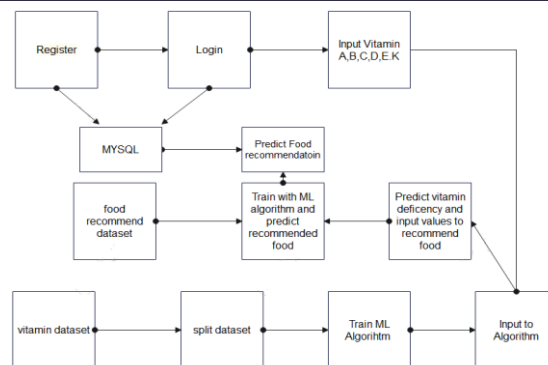 Register
Login
Input Vitamin
A,B,C,D,E.K
MYSQL
Predict Food
recommendatoin
food
recommend
dataset
Train with ML
algorithm and
predict
recommended
food
Predict vitamin
deficency and
input values to
recommend
food
vitamin dataset
split dataset
Train ML
Algorihtm
Input to
Algorithm